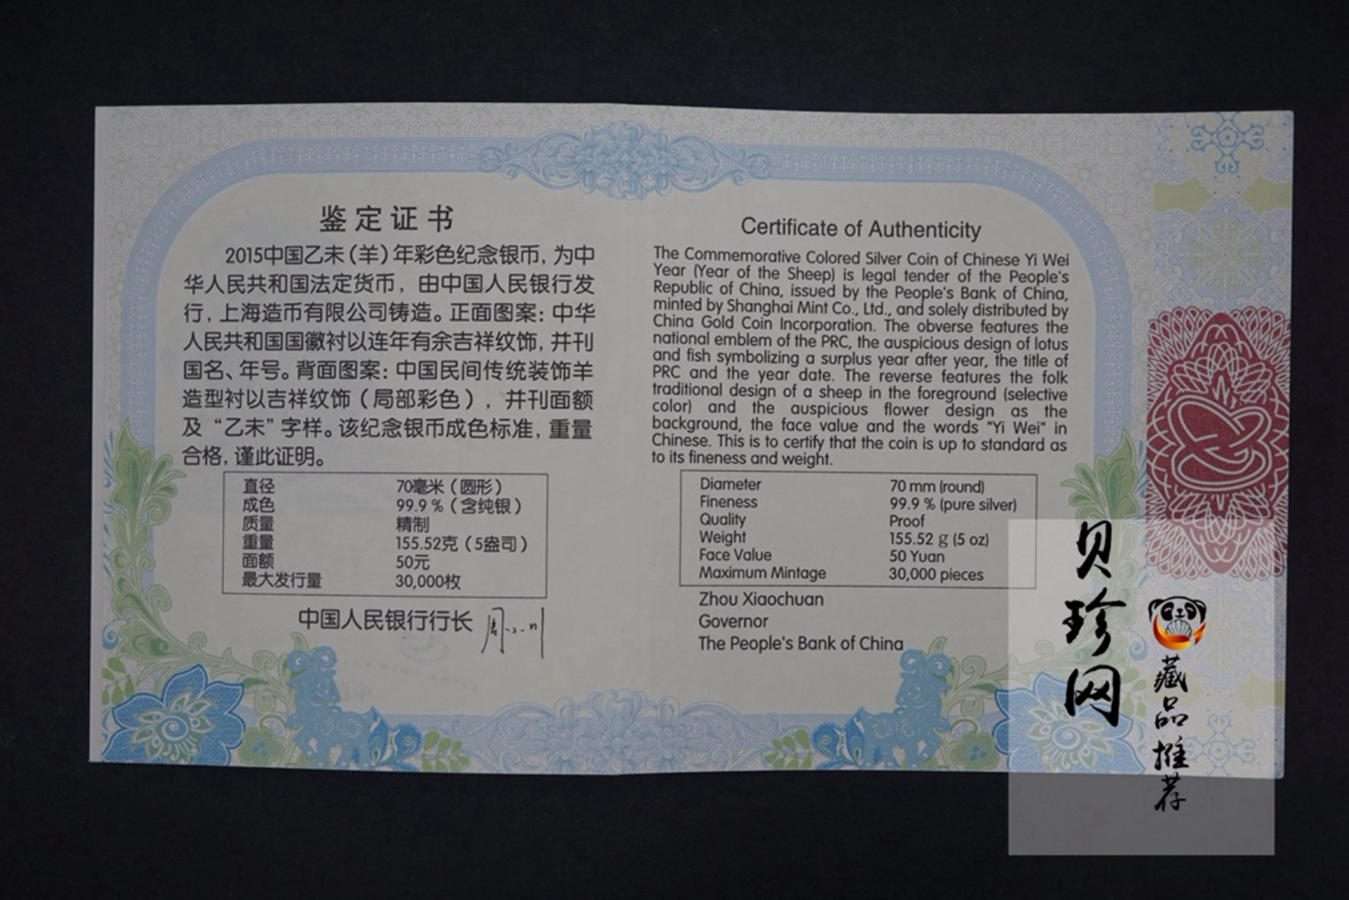 鉴定证书
2015中国乙未（羊）年彩色纪念银币，为中
华人民共和国法定货币，由中国人民银行发
行，上海造币有限公司铸造。正面图案：中华
人民共和国国徽衬以连年有余吉祥纹饰，并刊
国名、年号。背面图案：中国民间传统装饰羊
造型衬以吉祥纹饰（局部彩色），并刊面额
及“乙未”字样。该纪念银币成色标准，重量
合格，谨此证明。
直径 70毫米（圆形）
成色 99.9 %（含纯银）
质量 精制
重量 155.52克（5盎司）
面额 50元
最大发行量 30,000枚
中国人民银行行长
Certificate of Authenticity
The Commemorative Colored Silver Coin of Chinese Yi Wei
Year (Year of the Sheep) is legal tender of the People's
Republic of China, issued by the People's Bank of China,
minted by Shanghai Mint Co., Ltd., and solely distributed by
China Gold Coin Incorporation. The obverse features the
national emblem of the PRC, the auspicious design of lotus
and fish symbolizing a surplus year after year, the title of
PRC and the year date. The reverse features the folk
traditional design of a sheep in the foreground (selective
color) and the auspicious flower design as the
background, the face value and the words "Yi Wei" in
Chinese. This is to certify that the coin is up to standard as
to its fineness and weight.
Diameter 70 mm (round)
Fineness 99.9 % (pure silver)
Quality Proof
Weight 155.52 g (5 oz)
Face Value 50 Yuan
Maximum Mintage 30,000 pieces
Zhou Xiaochuan
Governor
The People's Bank of China
贝珍网
藏品推荐